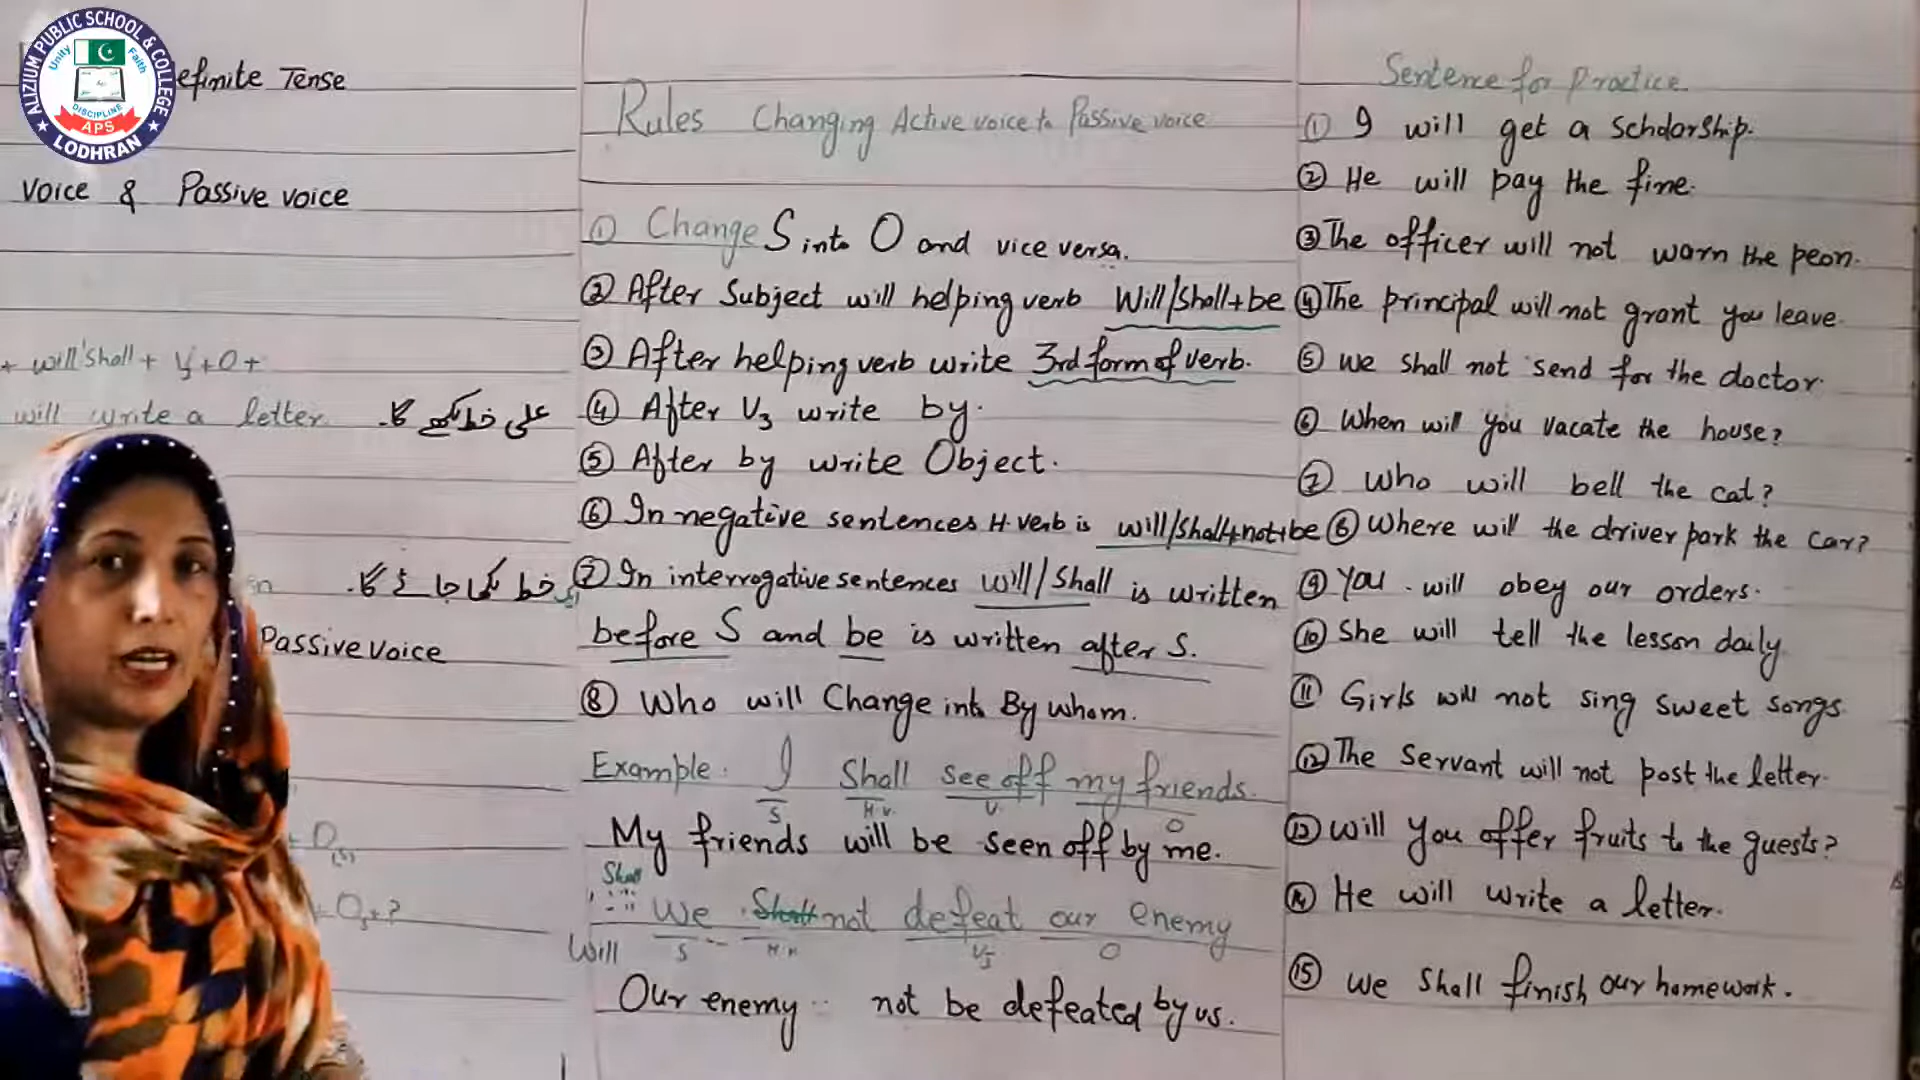 ALIZIUM PUBLIC SCHOOL & COLLEGE
Unity
Faith
DISCIPLINE
APS
LODHRAN
efinite Tense
Voice & Passive voice
+ will shall + V + O +
will write a letter. علی خط لکھے گا۔
خط لکھا جائے گا۔
Passive voice
+ O
+ O + ?
Rules Changing Active voice to Passive voice
① Change S into O and vice versa.
② After Subject will helping verb Will/Shall+be
③ After helping verb write 3rd form of verb.
④ After V3 write by.
⑤ After by write Object.
⑥ In negative sentences H.verb is will/shall+not+be
⑦ In interrogative sentences will/shall is written
before S and be is written after S.
⑧ Who will Change into By whom.
Example: I Shall see off my friends.
S H.v. V. O
My friends will be seen off by me.
Shall
We Shall not defeat our enemy
Will S O
Our enemy not be defeated by us.
Sentence for Practice
① I will get a scholarship.
② He will pay the fine.
③ The officer will not warn the peon.
④ The principal will not grant you leave.
⑤ We shall not send for the doctor.
⑥ When will you vacate the house?
⑦ Who will bell the cat?
⑧ Where will the driver park the car?
⑨ You will obey our orders.
⑩ She will tell the lesson daily
⑪ Girls will not sing sweet songs.
⑫ The Servant will not post the letter.
⑬ Will you offer fruits to the guests?
⑭ He will write a letter.
⑮ We shall finish our homework.